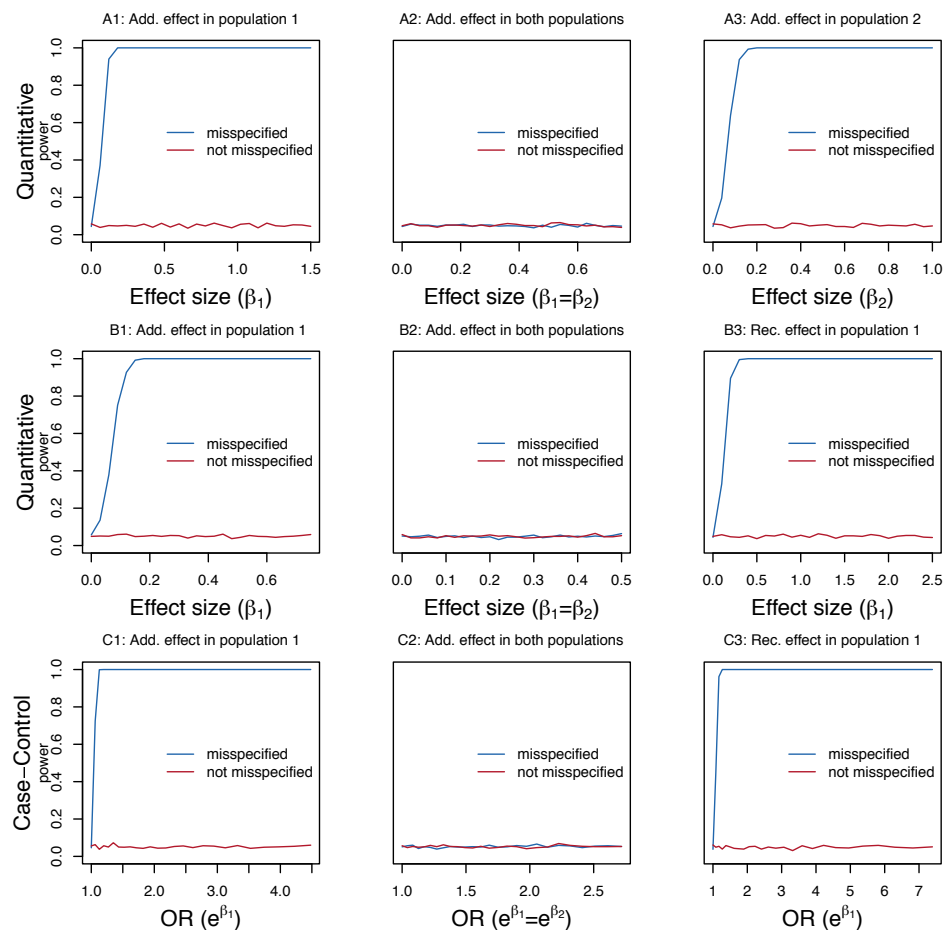 A1: Add. effect in population 1
A2: Add. effect in both populations
A3: Add. effect in population 2
Quantitative
power
0.0 0.2 0.4 0.6 0.8 1.0
misspecified
not misspecified
0.0 0.5 1.0 1.5
Effect size (β1)
misspecified
not misspecified
0.0 0.2 0.4 0.6
Effect size (β1=β2)
misspecified
not misspecified
0.0 0.2 0.4 0.6 0.8 1.0
Effect size (β2)
B1: Add. effect in population 1
B2: Add. effect in both populations
B3: Rec. effect in population 1
Quantitative
power
0.0 0.2 0.4 0.6 0.8 1.0
misspecified
not misspecified
0.0 0.2 0.4 0.6
Effect size (β1)
misspecified
not misspecified
0.0 0.1 0.2 0.3 0.4 0.5
Effect size (β1=β2)
misspecified
not misspecified
0.0 0.5 1.0 1.5 2.0 2.5
Effect size (β1)
C1: Add. effect in population 1
C2: Add. effect in both populations
C3: Rec. effect in population 1
Case−Control
power
0.0 0.2 0.4 0.6 0.8 1.0
misspecified
not misspecified
1.0 2.0 3.0 4.0
OR (e^β1)
misspecified
not misspecified
1.0 1.5 2.0 2.5
OR (e^β1=e^β2)
misspecified
not misspecified
1 2 3 4 5 6 7
OR (e^β1)